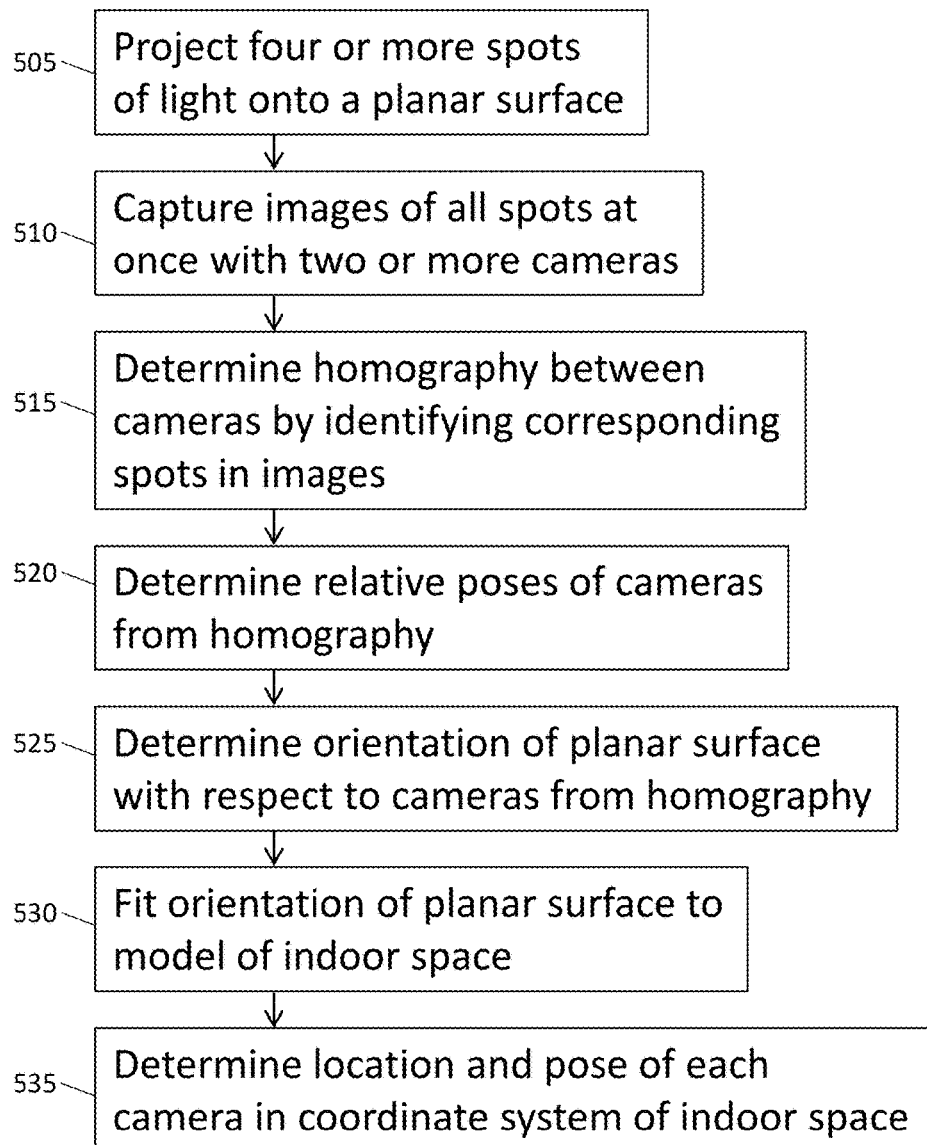 505
Project four or more spots
of light onto a planar surface
510
Capture images of all spots at
once with two or more cameras
515
Determine homography between
cameras by identifying corresponding
spots in images
520
Determine relative poses of cameras
from homography
525
Determine orientation of planar surface
with respect to cameras from homography
530
Fit orientation of planar surface to
model of indoor space
535
Determine location and pose of each
camera in coordinate system of indoor space